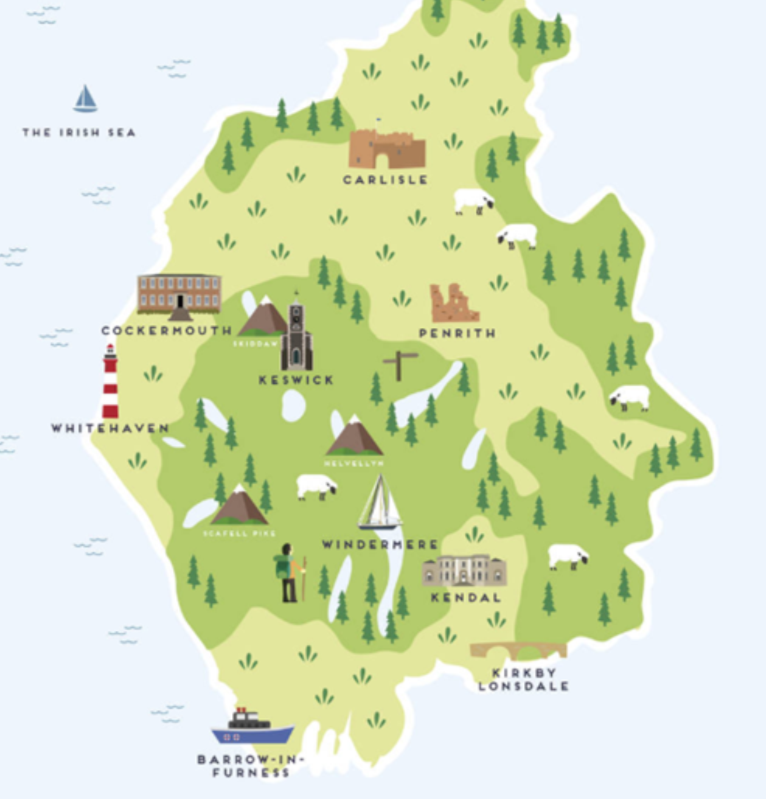 THE IRISH SEA
CARLISLE
COCKERMOUTH
PENRITH
SKIDDAW
KESWICK
WHITEHAVEN
HELVELLYN
SCAFELL PIKE
WINDERMERE
KENDAL
KIRKBY
LONSDALE
BARROW-IN-
FURNESS